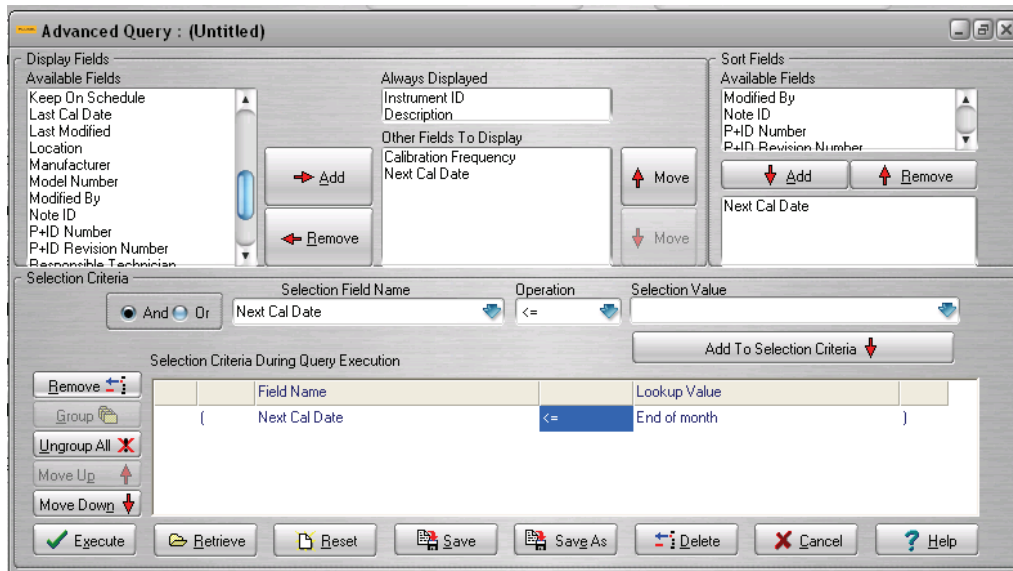 Advanced Query : (Untitled)
Display Fields
Available Fields
Keep On Schedule
Last Cal Date
Last Modified
Location
Manufacturer
Model Number
Modified By
Note ID
P+ID Number
P+ID Revision Number
Responsible Technician
Add
Remove
Always Displayed
Instrument ID
Description
Other Fields To Display
Calibration Frequency
Next Cal Date
Move
Move
Sort Fields
Available Fields
Modified By
Note ID
P+ID Number
P+ID Revision Number
Add
Remove
Next Cal Date
Selection Criteria
And Or
Selection Field Name
Next Cal Date
Operation
<=
Selection Value
Add To Selection Criteria
Selection Criteria During Query Execution
Remove
Group
Ungroup All
Move Up
Move Down
Field Name Lookup Value
( Next Cal Date <= End of month )
Execute Retrieve Reset Save Save As Delete Cancel Help